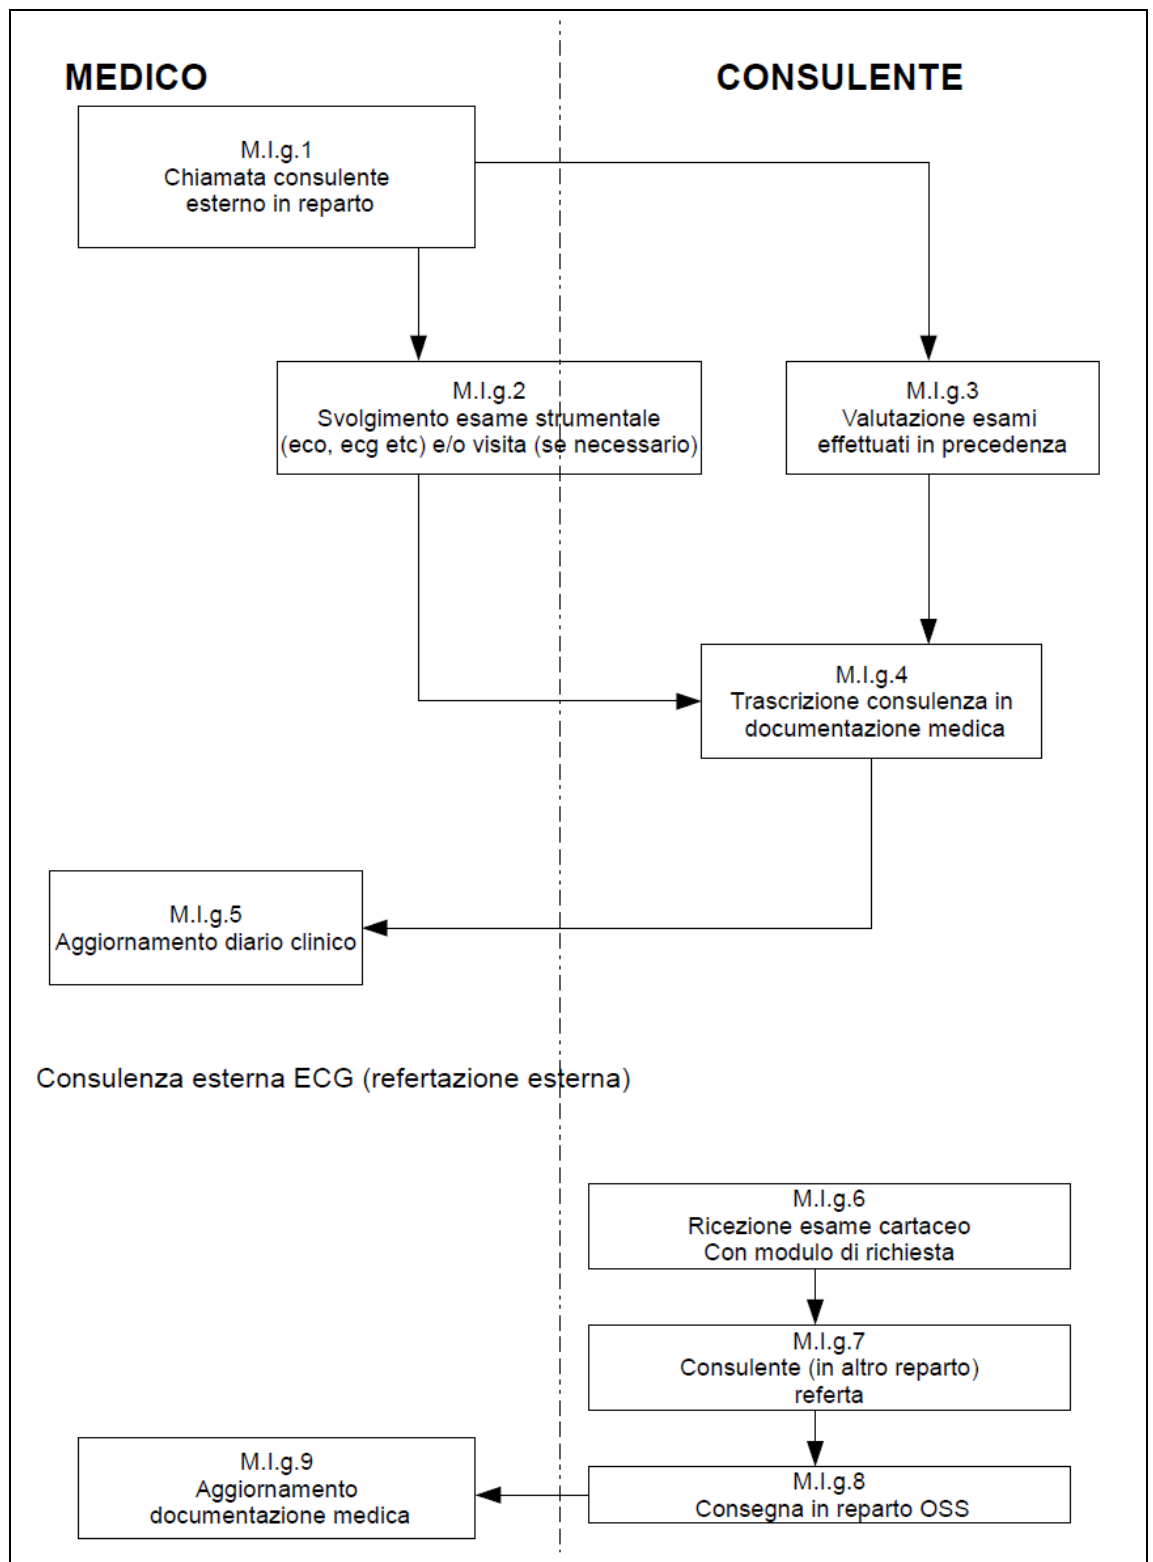 MEDICO
CONSULENTE
M.I.g.1
Chiamata consulente
esterno in reparto
M.I.g.2
Svolgimento esame strumentale
(eco, ecg etc) e/o visita (se necessario)
M.I.g.3
Valutazione esami
effettuati in precedenza
M.I.g.4
Trascrizione consulenza in
documentazione medica
M.I.g.5
Aggiornamento diario clinico
Consulenza esterna ECG (refertazione esterna)
M.I.g.6
Ricezione esame cartaceo
Con modulo di richiesta
M.I.g.7
Consulente (in altro reparto)
referta
M.I.g.8
Consegna in reparto OSS
M.I.g.9
Aggiornamento
documentazione medica